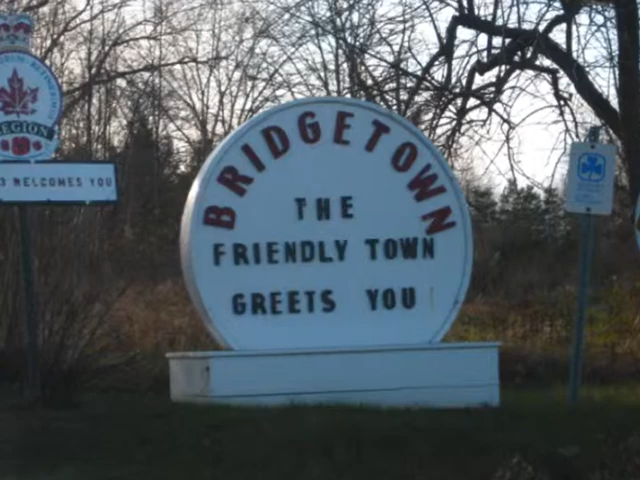 BRIDGETOWN
THE
FRIENDLY TOWN
GREETS YOU
LEGION
WELCOMES YOU